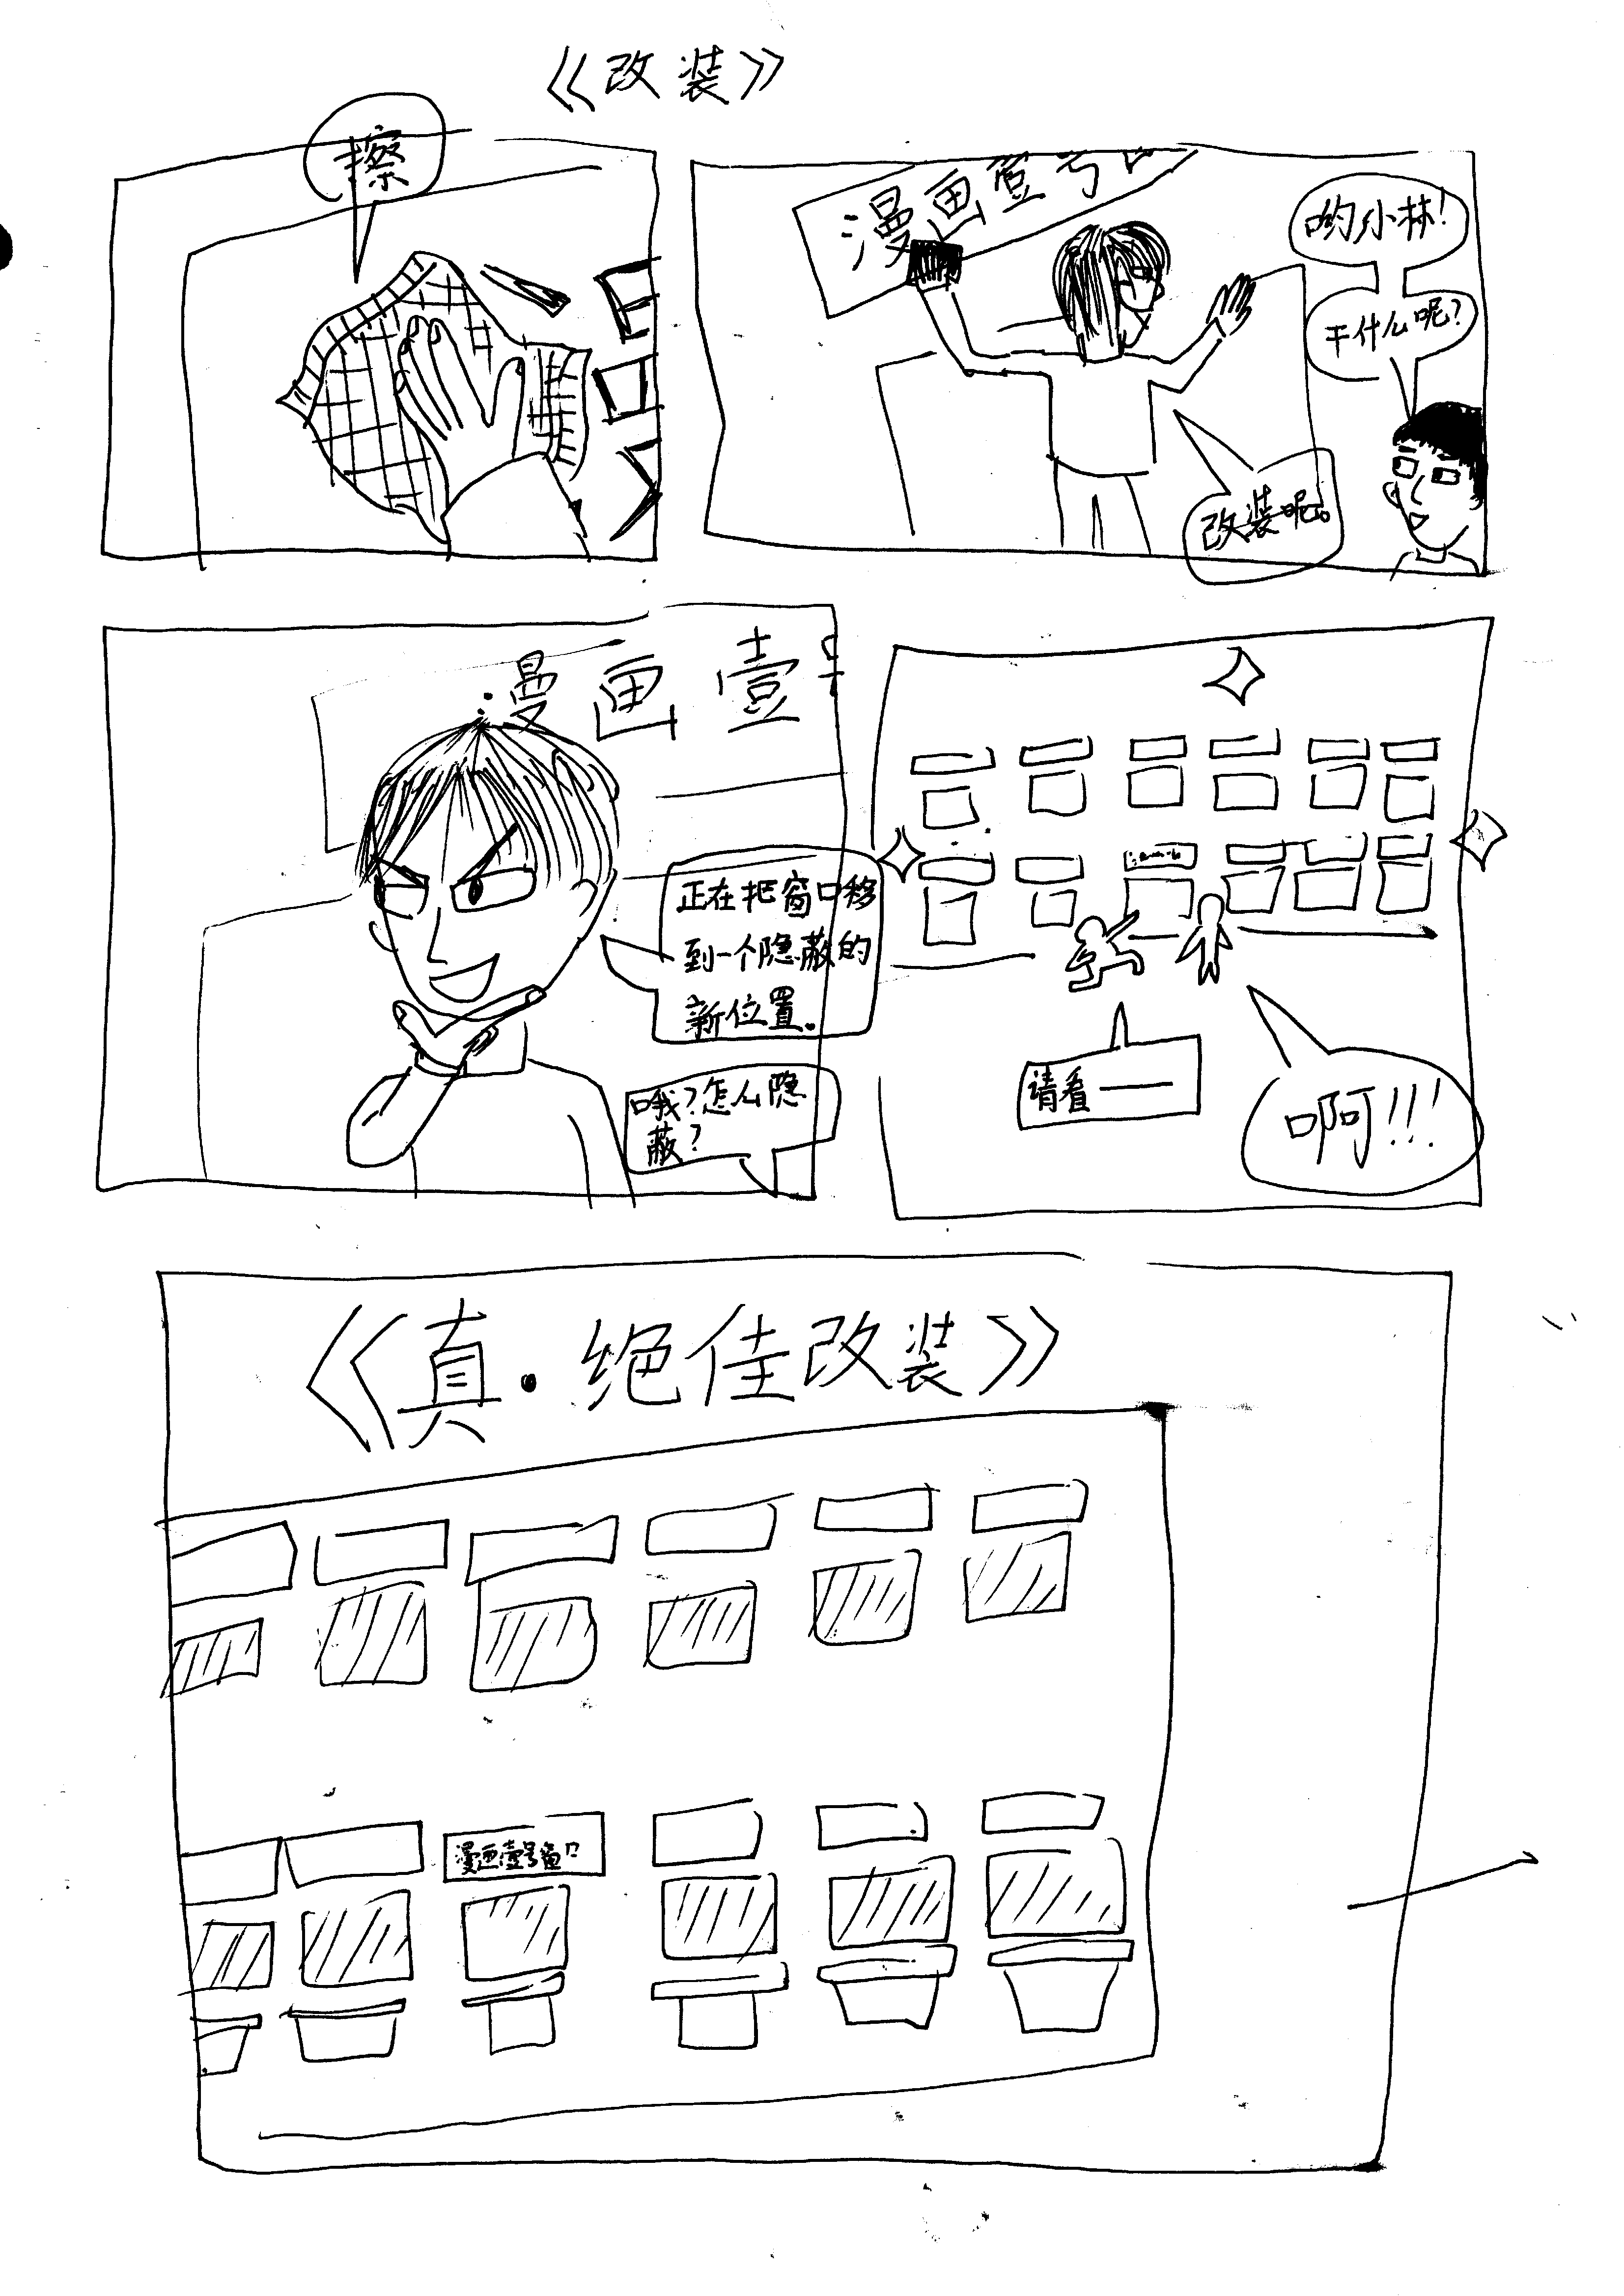 《改装》
擦
漫画壹号
哟小林!
干什么呢?
改装呢。
漫画壹号
正在把窗口移
到一个隐蔽的
新位置.
哦?怎么隐
蔽?
请看——
啊!!!
《真·绝佳改装》
漫画壹号窗口